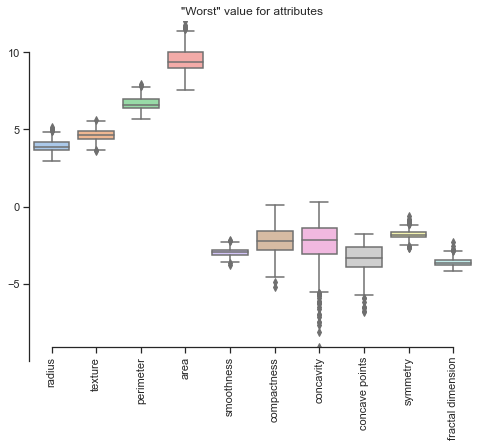 "Worst" value for attributes
10
5
0
−5
radius
texture
perimeter
area
smoothness
compactness
concavity
concave points
symmetry
fractal dimension